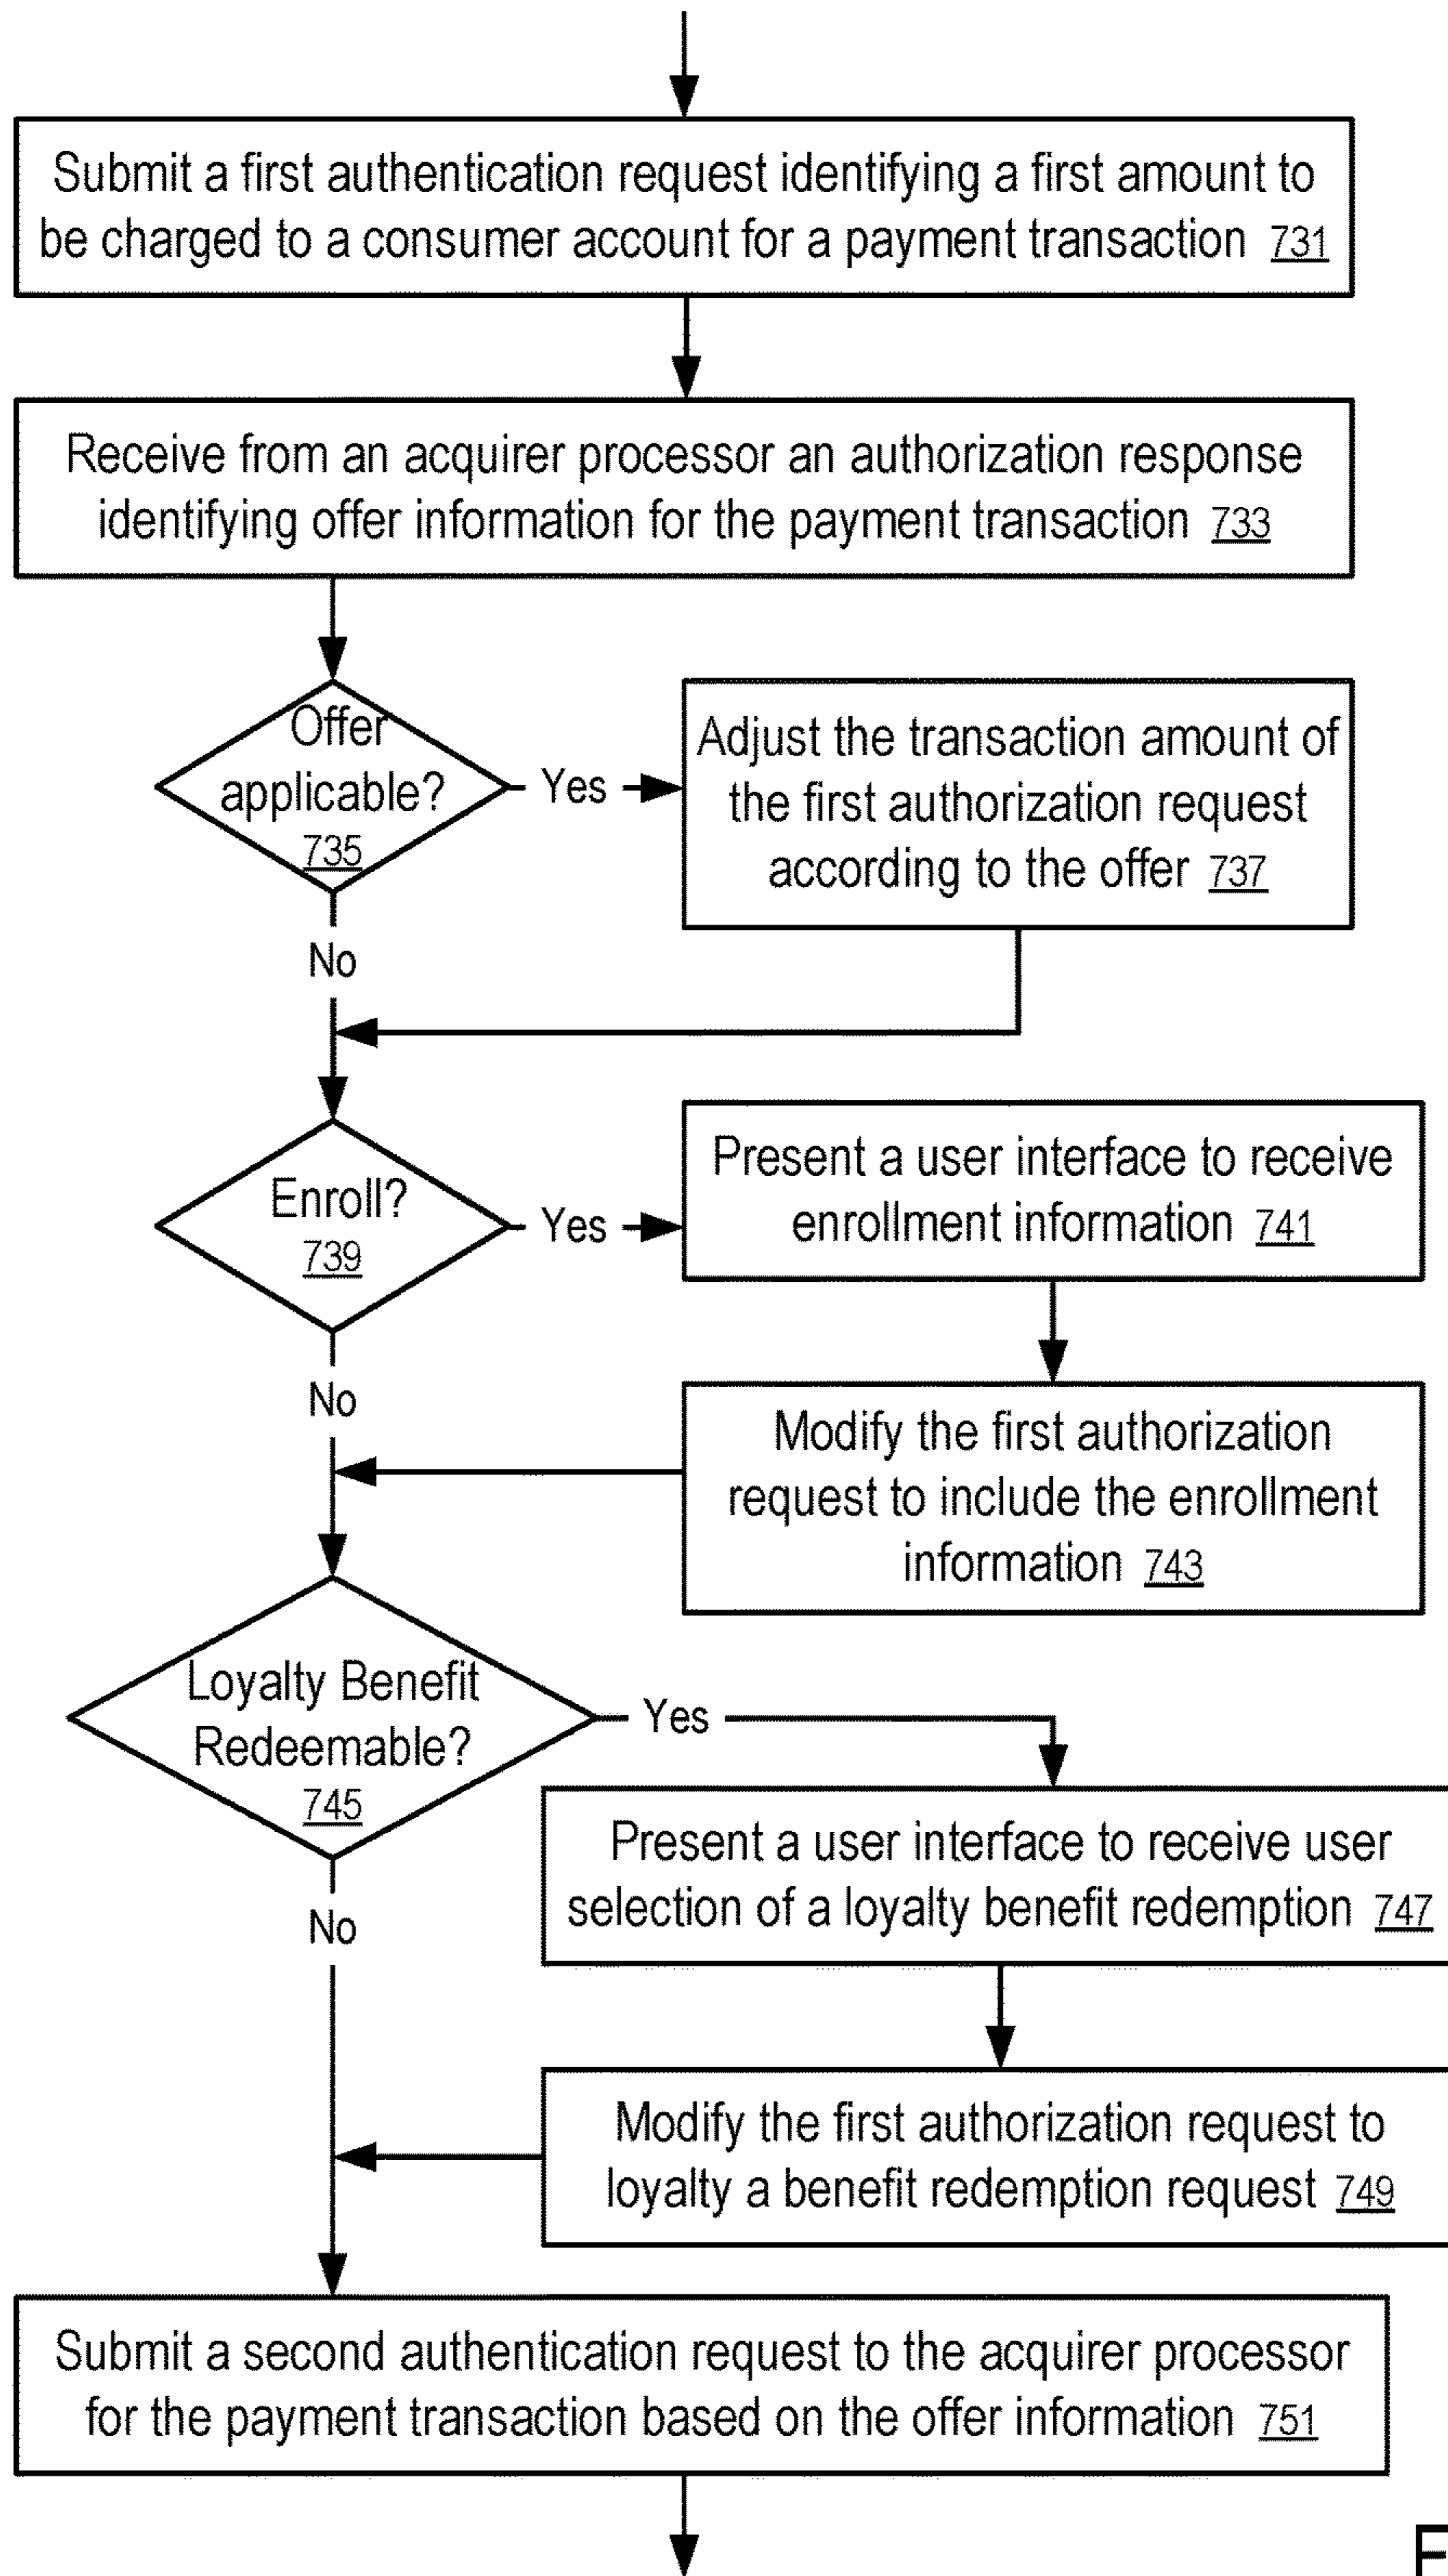 Submit a first authentication request identifying a first amount to
be charged to a consumer account for a payment transaction 731
Receive from an acquirer processor an authorization response
identifying offer information for the payment transaction 733
Offer
applicable?
735
Yes
Adjust the transaction amount of
the first authorization request
according to the offer 737
No
Enroll?
739
Yes
Present a user interface to receive
enrollment information 741
No
Modify the first authorization
request to include the enrollment
information 743
Loyalty Benefit
Redeemable?
745
Yes
Present a user interface to receive user
selection of a loyalty benefit redemption 747
No
Modify the first authorization request to
loyalty a benefit redemption request 749
Submit a second authentication request to the acquirer processor
for the payment transaction based on the offer information 751